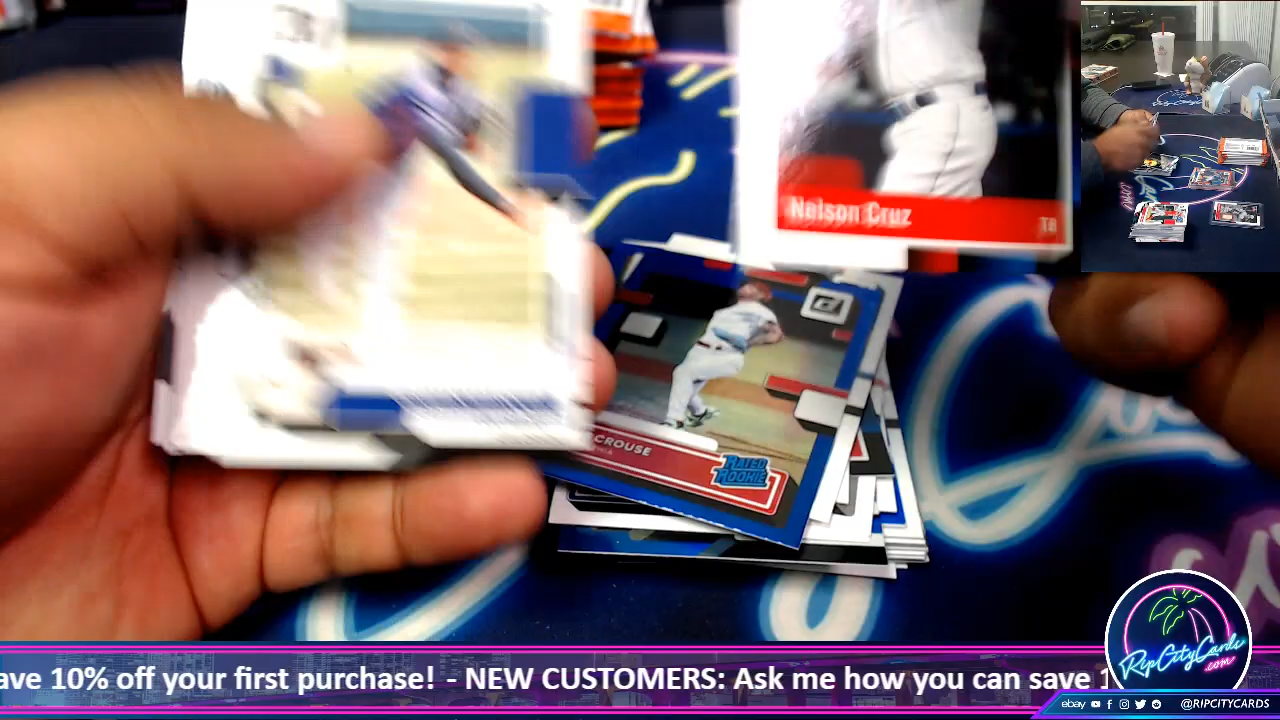 Nelson Cruz
CROUSE
RATED
ROOKIE
ave 10% off your first purchase! - NEW CUSTOMERS: Ask me how you can save 1
RipCityCards
.com
ebay
@RIPCITYCARDS